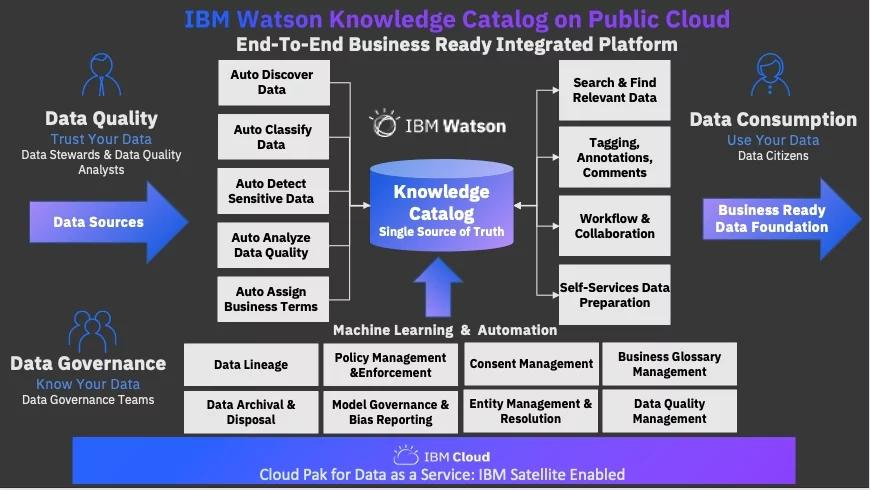 IBM Watson Knowledge Catalog on Public Cloud
End-To-End Business Ready Integrated Platform
Data Quality
Trust Your Data
Data Stewards & Data Quality
Analysts
Data Sources
Auto Discover
Data
Auto Classify
Data
Auto Detect
Sensitive Data
Auto Analyze
Data Quality
Auto Assign
Business Terms
IBM Watson
Knowledge
Catalog
Single Source of Truth
Search & Find
Relevant Data
Tagging,
Annotations,
Comments
Workflow &
Collaboration
Self-Services Data
Preparation
Data Consumption
Use Your Data
Data Citizens
Business Ready
Data Foundation
Machine Learning & Automation
Data Governance
Know Your Data
Data Governance Teams
Data Lineage
Policy Management
&Enforcement
Consent Management
Business Glossary
Management
Data Archival &
Disposal
Model Governance &
Bias Reporting
Entity Management &
Resolution
Data Quality
Management
IBM Cloud
Cloud Pak for Data as a Service: IBM Satellite Enabled